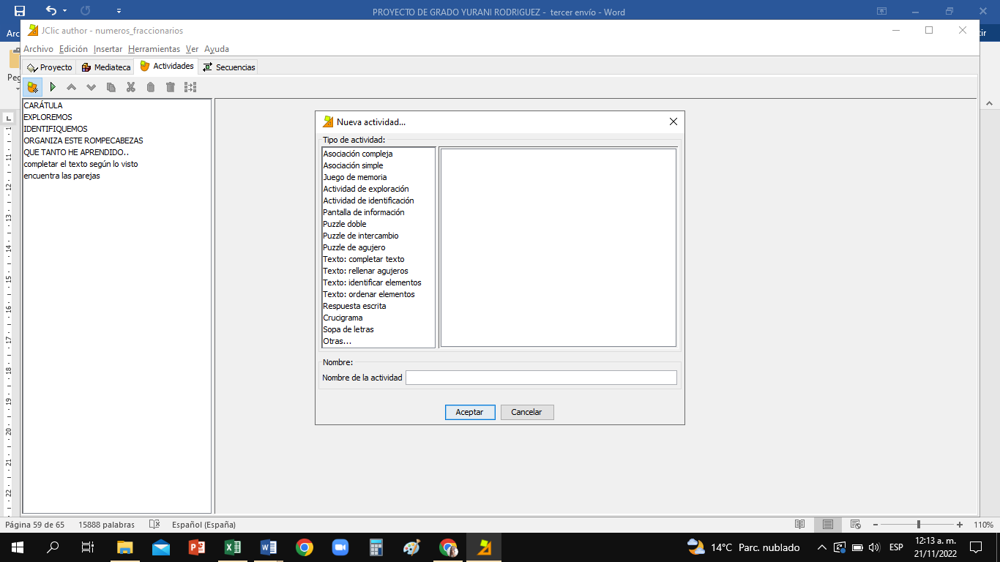 PROYECTO DE GRADO YURANI RODRIGUEZ - tercer envío - Word
JClic author - numeros_fraccionarios
Archivo Edición Insertar Herramientas Ver Ayuda
Proyecto Mediateca Actividades Secuencias
CARÁTULA
EXPLOREMOS
IDENTIFIQUEMOS
ORGANIZA ESTE ROMPECABEZAS
QUE TANTO HE APRENDIDO..
completar el texto según lo visto
encuentra las parejas
Nueva actividad...
Tipo de actividad:
Asociación compleja
Asociación simple
Juego de memoria
Actividad de exploración
Actividad de identificación
Pantalla de información
Puzzle doble
Puzzle de intercambio
Puzzle de agujero
Texto: completar texto
Texto: rellenar agujeros
Texto: identificar elementos
Texto: ordenar elementos
Respuesta escrita
Crucigrama
Sopa de letras
Otras...
Nombre:
Nombre de la actividad
Aceptar Cancelar
12
13
14
15
16
17
18
19
20
21
22
Página 59 de 65 15888 palabras Español (España) 110%
14°C Parc. nublado ESP 12:13 a. m.
21/11/2022